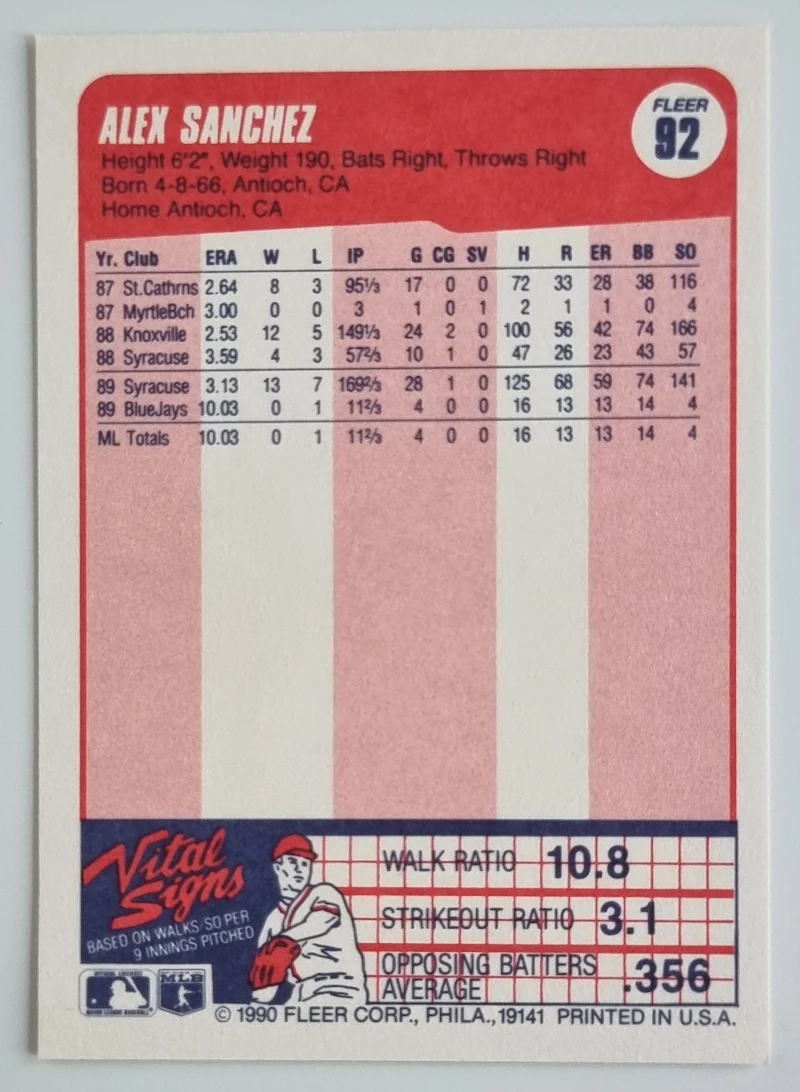 ALEX SANCHEZ
FLEER
92
Height 6'2", Weight 190, Bats Right, Throws Right
Born 4-8-66, Antioch, CA
Home Antioch, CA
Yr. Club ERA W L IP G CG SV H R ER BB SO
87 St.Cathrns 2.64 8 3 95⅓ 17 0 0 72 33 28 38 116
87 MyrtleBch 3.00 0 0 3 1 0 1 2 1 1 0 4
88 Knoxville 2.53 12 5 149⅓ 24 2 0 100 56 42 74 166
88 Syracuse 3.59 4 3 57⅔ 10 1 0 47 26 23 43 57
89 Syracuse 3.13 13 7 169⅔ 28 1 0 125 68 59 74 141
89 BlueJays 10.03 0 1 11⅔ 4 0 0 16 13 13 14 4
ML Totals 10.03 0 1 11⅔ 4 0 0 16 13 13 14 4
Vital
Signs
BASED ON WALKS/SO PER
9 INNINGS PITCHED
WALK RATIO 10.8
STRIKEOUT RATIO 3.1
OPPOSING BATTERS
AVERAGE .356
MLB
© 1990 FLEER CORP., PHILA., 19141 PRINTED IN U.S.A.